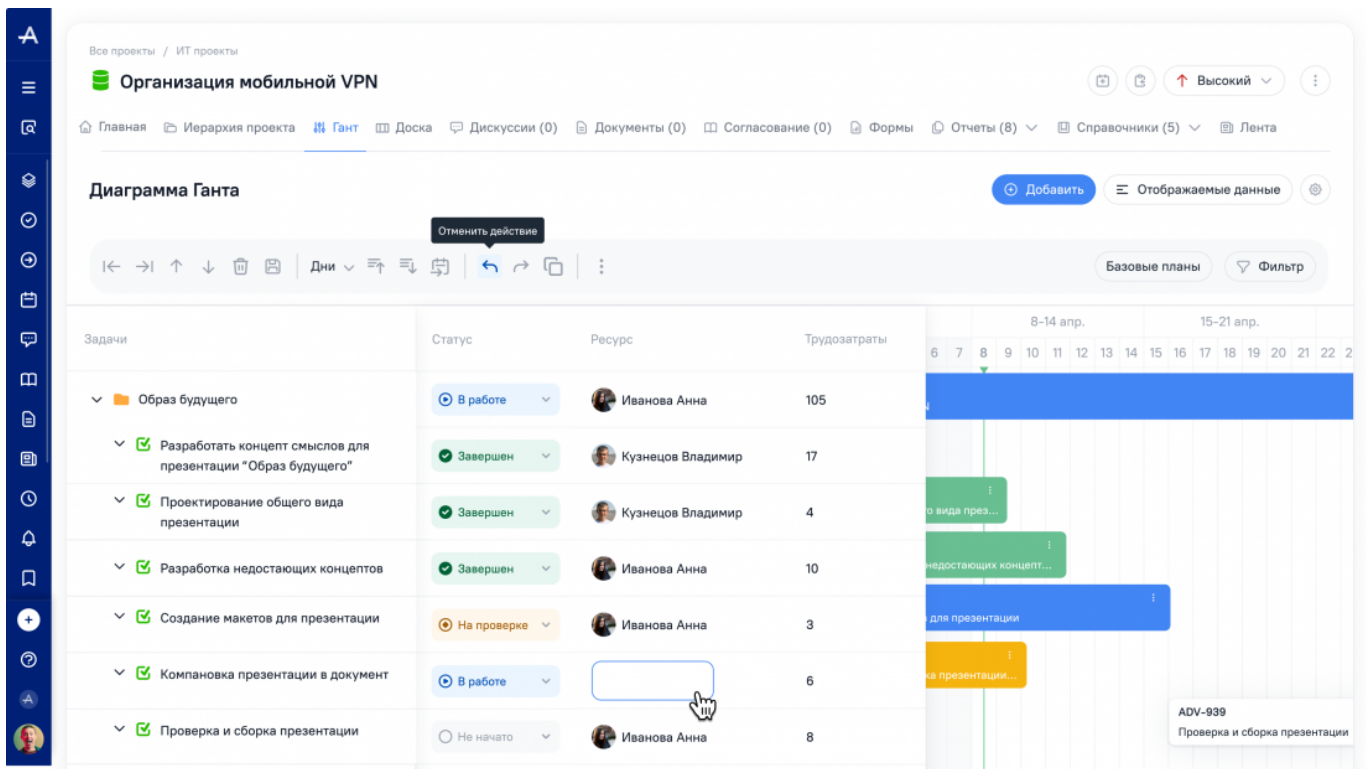 Все проекты / ИТ проекты
Организация мобильной VPN
Высокий
Главная Иерархия проекта Гант Доска Дискуссии (0) Документы (0) Согласование (0) Формы Отчеты (8) Справочники (5) Лента
Диаграмма Ганта
Добавить Отображаемые данные
Отменить действие
Дни
Базовые планы Фильтр
Задачи Статус Ресурс Трудозатраты
8-14 апр. 15-21 апр.
6 7 8 9 10 11 12 13 14 15 16 17 18 19 20 21 22 2
Образ будущего В работе Иванова Анна 105
N
Разработать концепт смыслов для
презентации “Образ будущего”
Завершен Кузнецов Владимир 17
Проектирование общего вида
презентации
Завершен Кузнецов Владимир 4
о вида през...
Разработка недостающих концептов Завершен Иванова Анна 10
недостающих концепт...
Создание макетов для презентации На проверке Иванова Анна 3
для презентации
Компановка презентации в документ В работе 6
ка презентации...
Проверка и сборка презентации Не начато Иванова Анна 8
ADV-939
Проверка и сборка презентации